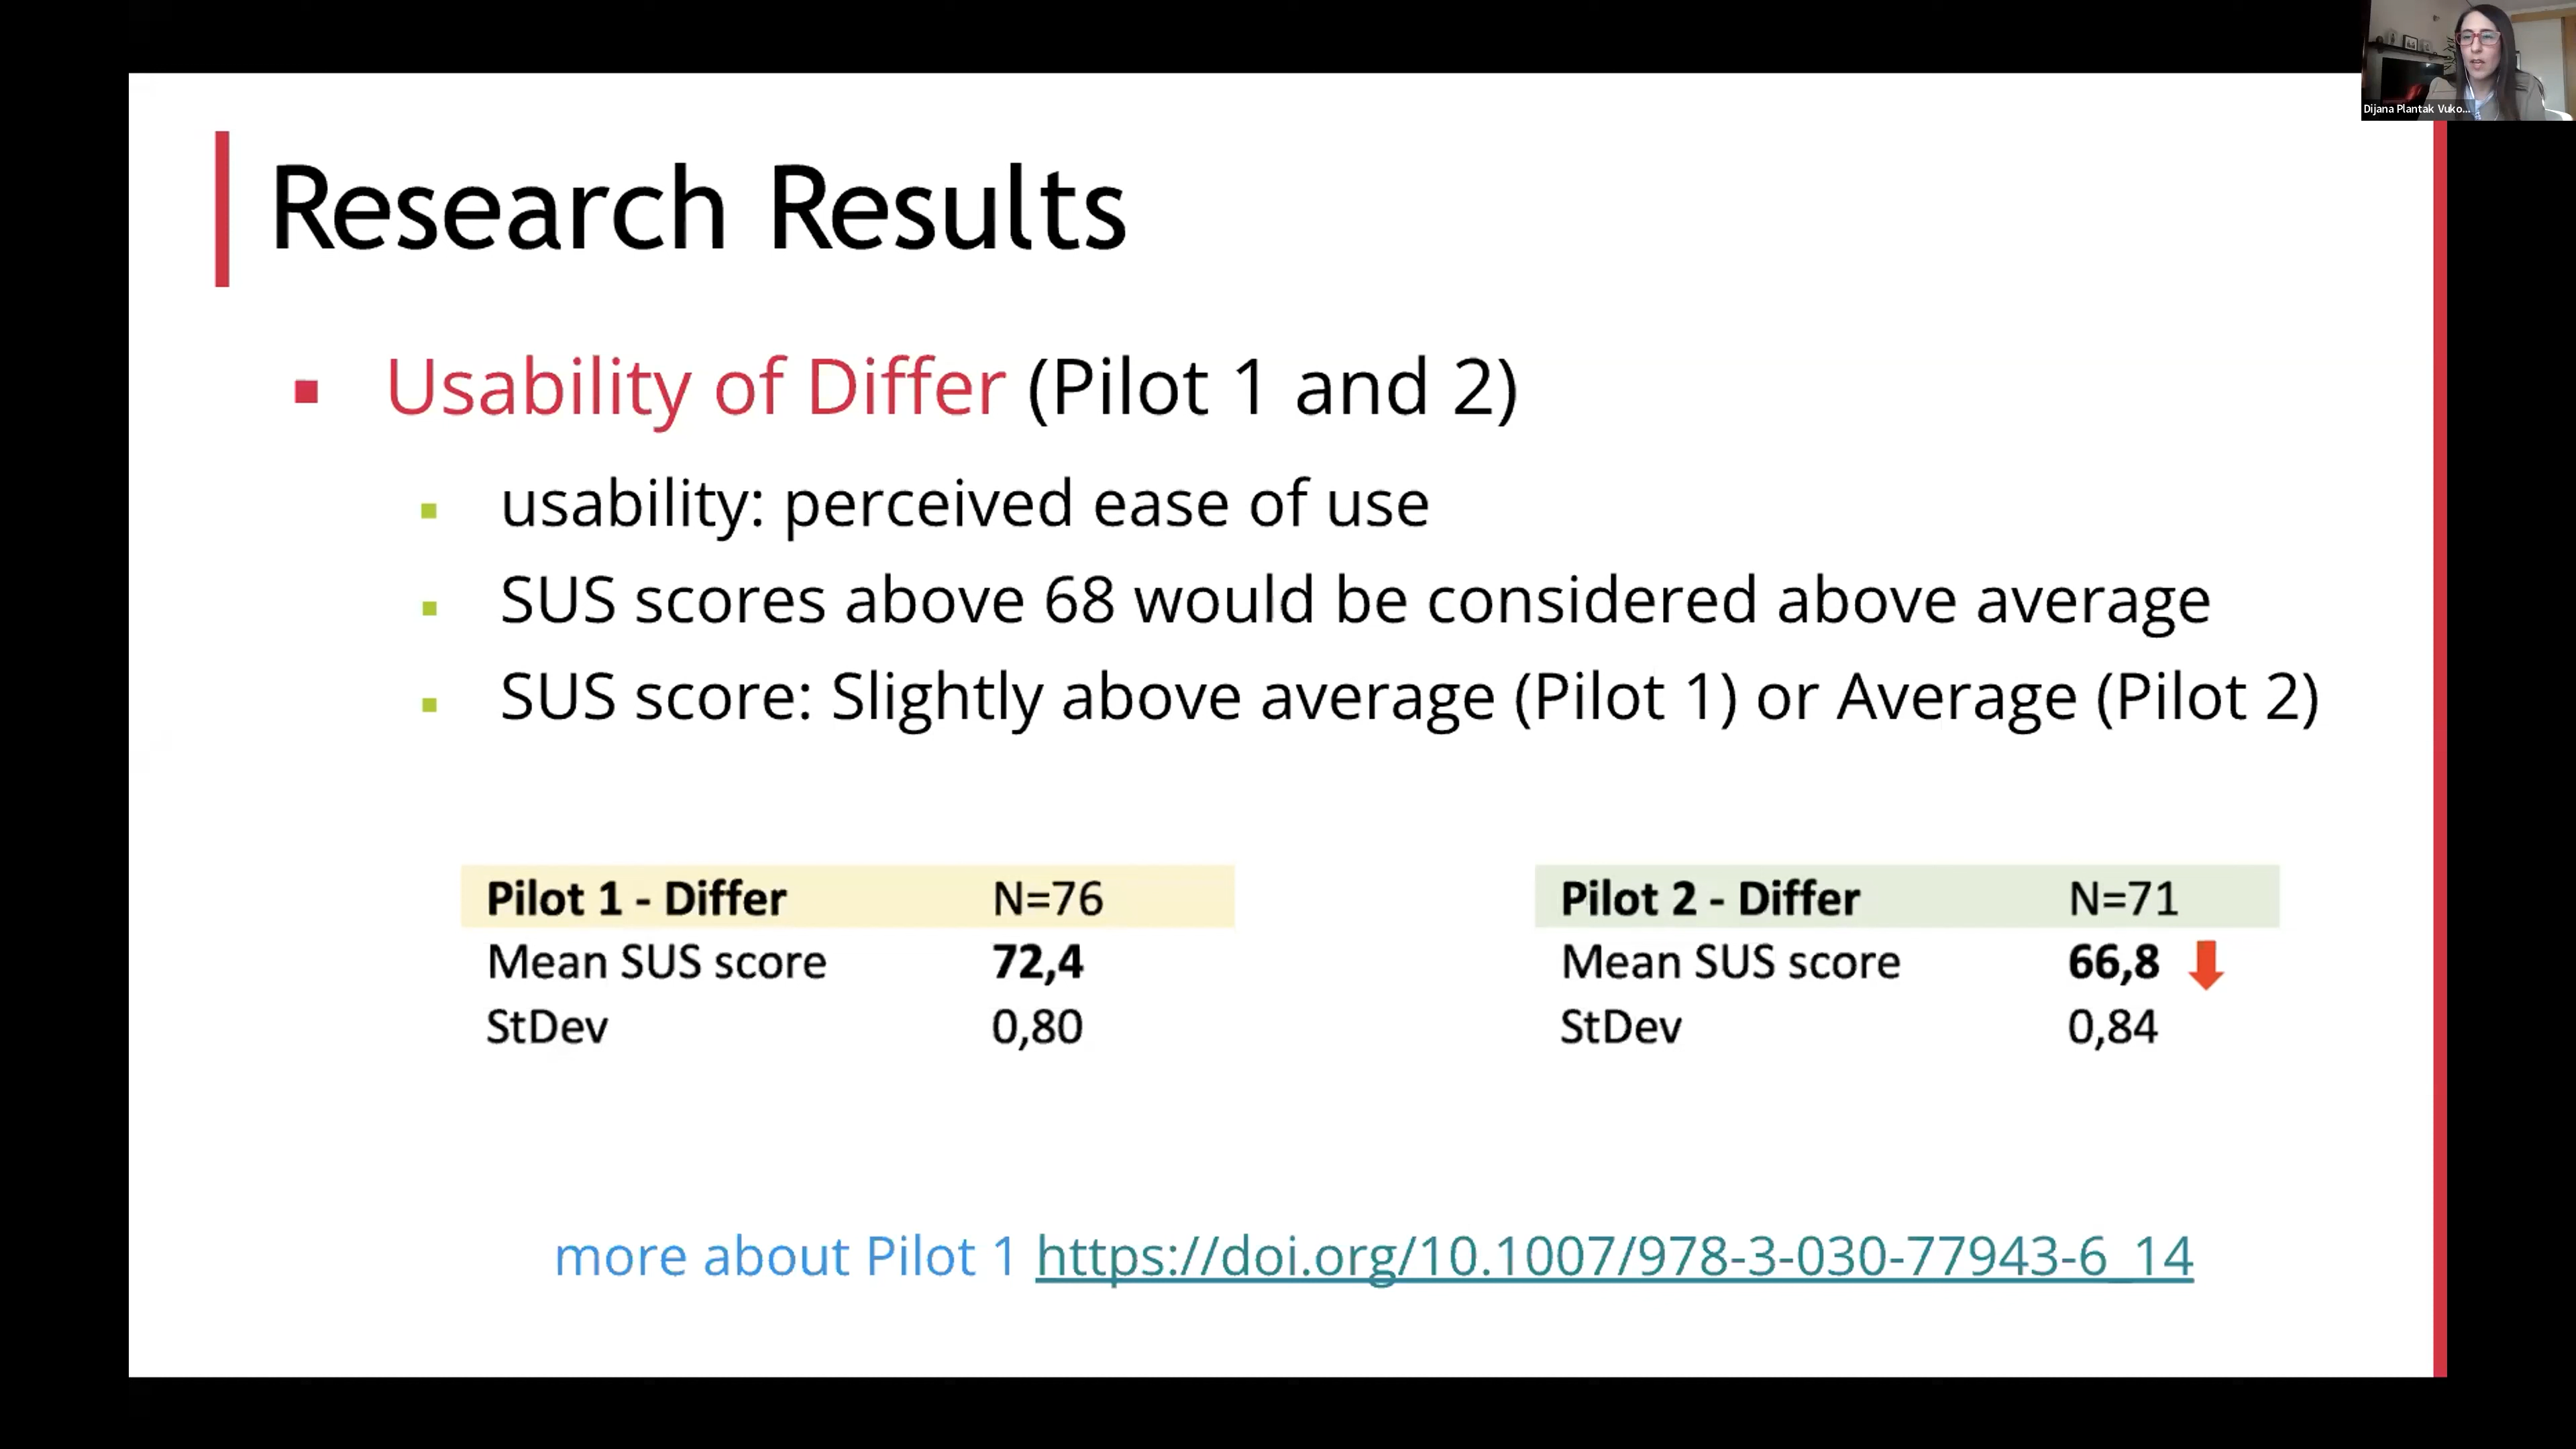 Dijana Plantak Vuko...
Research Results
Usability of Differ (Pilot 1 and 2)
usability: perceived ease of use
SUS scores above 68 would be considered above average
SUS score: Slightly above average (Pilot 1) or Average (Pilot 2)
Pilot 1 - Differ N=76
Mean SUS score 72,4
StDev 0,80
Pilot 2 - Differ N=71
Mean SUS score 66,8
StDev 0,84
more about Pilot 1 https://doi.org/10.1007/978-3-030-77943-6_14